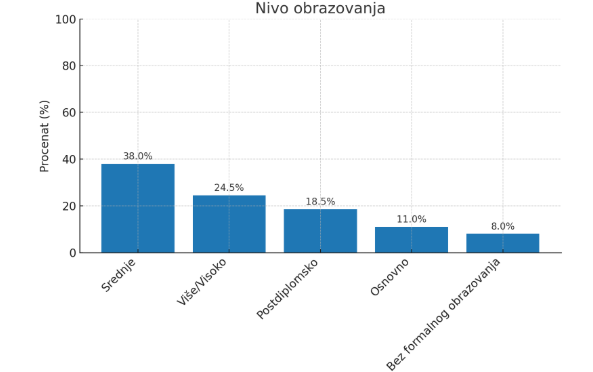 Nivo obrazovanja
Procenat (%)
100
80
60
40
20
0
38.0%
24.5%
18.5%
11.0%
8.0%
Srednje
Više/Visoko
Postdiplomsko
Osnovno
Bez formalnog obrazovanja